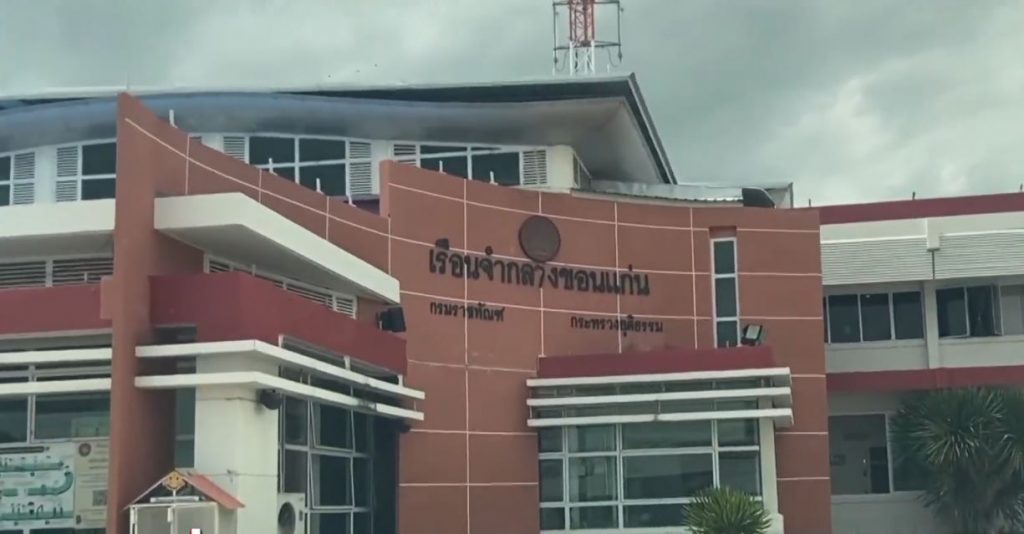 เรือนจำกลางขอนแก่น
กรมราชทัณฑ์ กระทรวงยุติธรรม